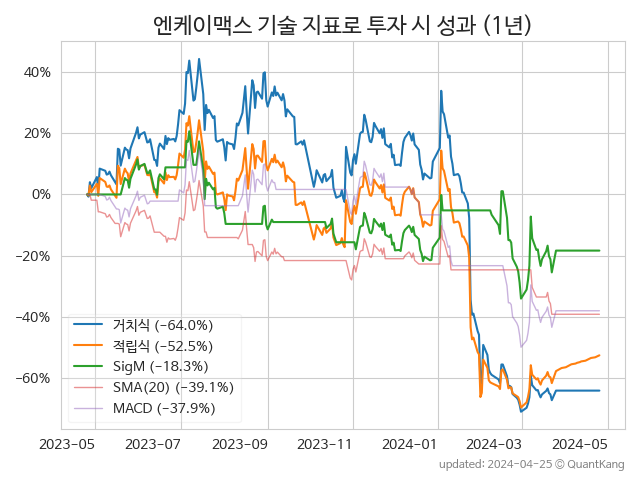 엔케이맥스 기술 지표로 투자 시 성과 (1년)
40%
20%
0%
−20%
−40%
−60%
거치식 (−64.0%)
적립식 (−52.5%)
SigM (−18.3%)
SMA(20) (−39.1%)
MACD (−37.9%)
2023−05 2023−07 2023−09 2023−11 2024−01 2024−03 2024−05
updated: 2024−04−25 © QuantKang